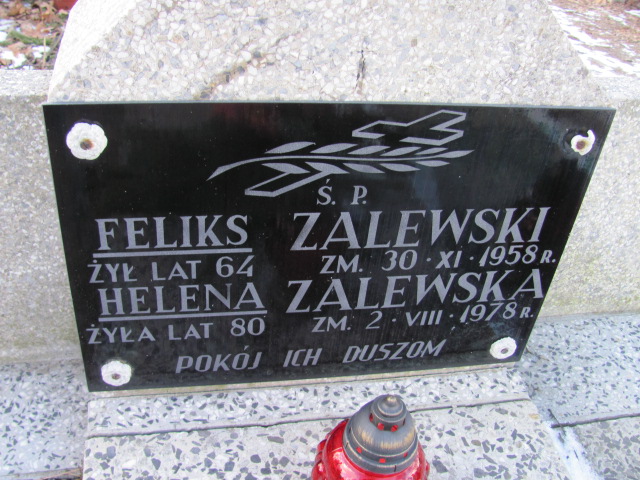 Ś. P.
FELIKS ZALEWSKI
ŻYŁ LAT 64 ZM. 30 · XI · 1958 R.
HELENA ZALEWSKA
ŻYŁA LAT 80 ZM. 2 · VIII · 1978 R.
POKÓJ ICH DUSZOM